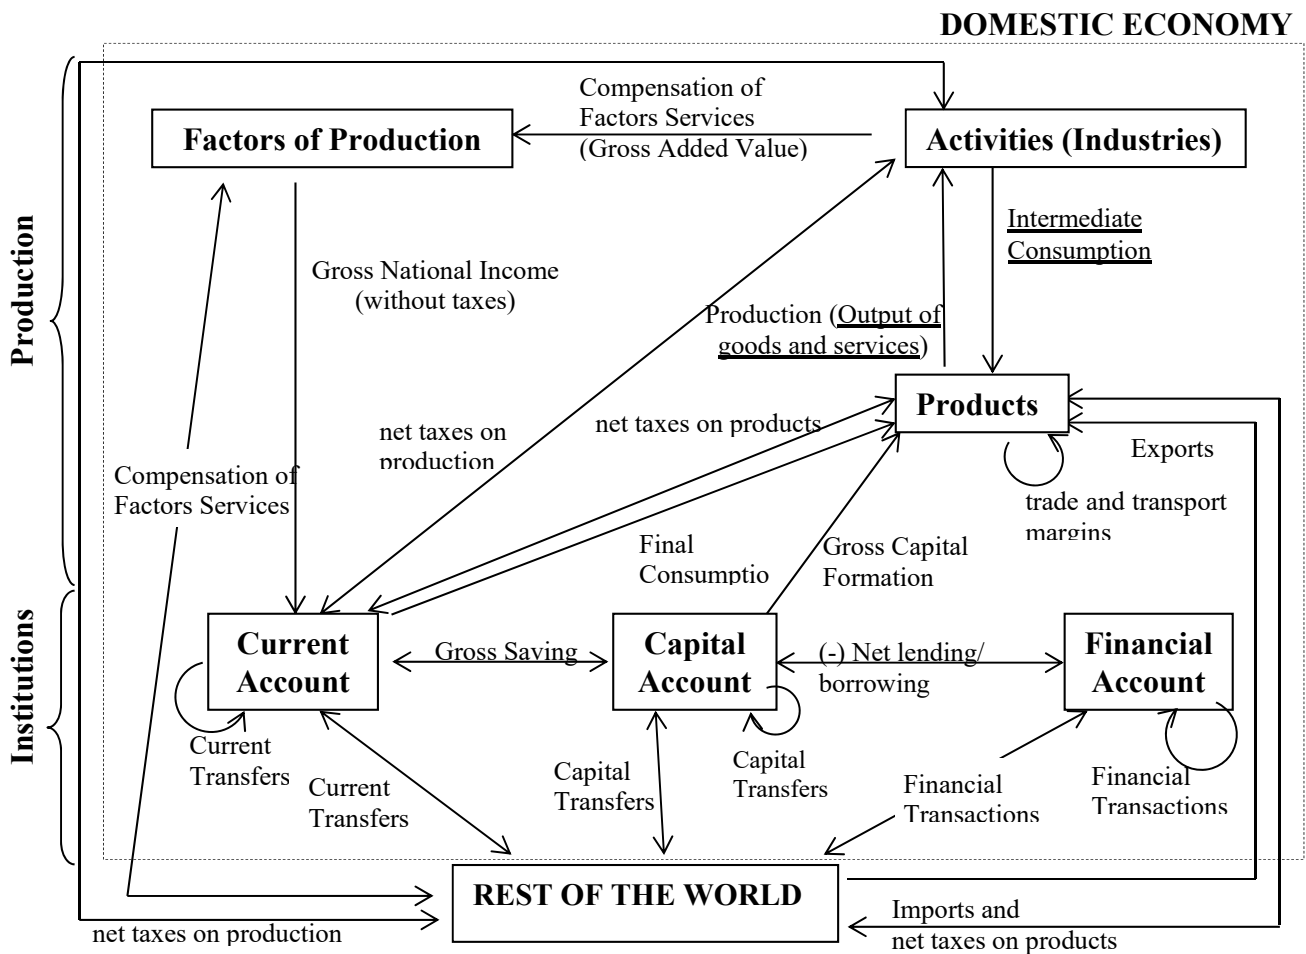 DOMESTIC ECONOMY
Compensation of
Factors Services
(Gross Added Value)
Factors of Production
Activities (Industries)
Production
Intermediate
Consumption
Gross National Income
(without taxes)
Production (Output of
goods and services)
Products
net taxes on products
net taxes on
production
Exports
Compensation of
Factors Services
trade and transport
margins
Final
Consumptio
Gross Capital
Formation
Institutions
Current
Account
Gross Saving
Capital
Account
(-) Net lending/
borrowing
Financial
Account
Current
Transfers
Current
Transfers
Capital
Transfers
Capital
Transfers
Financial
Transactions
Financial
Transactions
REST OF THE WORLD
Imports and
net taxes on products
net taxes on production